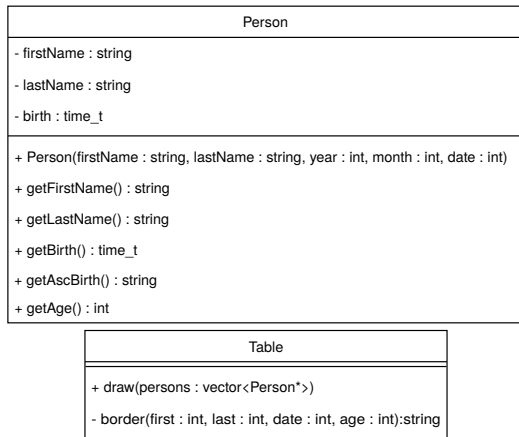 Person
- firstName : string
- lastName : string
- birth : time_t
+ Person(firstName : string, lastName : string, year : int, month : int, date : int)
+ getFirstName() : string
+ getLastName() : string
+ getBirth() : time_t
+ getAscBirth() : string
+ getAge() : int
Table
+ draw(persons : vector<Person*>)
- border(first : int, last : int, date : int, age : int):string